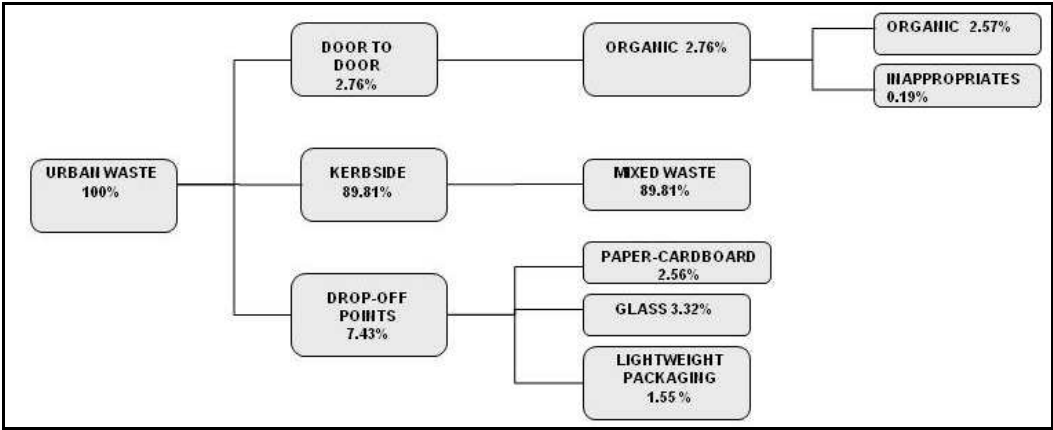 URBAN WASTE
100%
DOOR TO
DOOR
2.76%
ORGANIC 2.76%
ORGANIC 2.57%
INAPPROPRIATES
0.19%
KERBSIDE
89.81%
MIXED WASTE
89.81%
DROP-OFF
POINTS
7.43%
PAPER-CARDBOARD
2.56%
GLASS 3.32%
LIGHTWEIGHT
PACKAGING
1.55 %